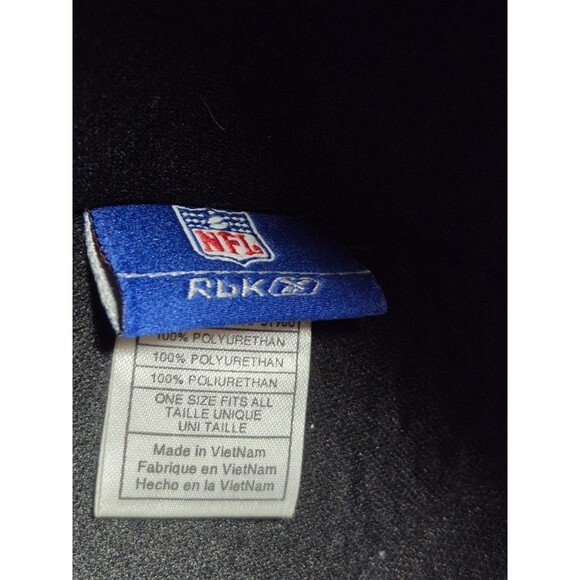 NFL
RbK
100% POLYURETHAN
100% POLYURETHAN
100% POLIURETHAN
ONE SIZE FITS ALL
TAILLE UNIQUE
UNI TAILLE
Made in VietNam
Fabrique en VietNam
Hecho en la VietNam